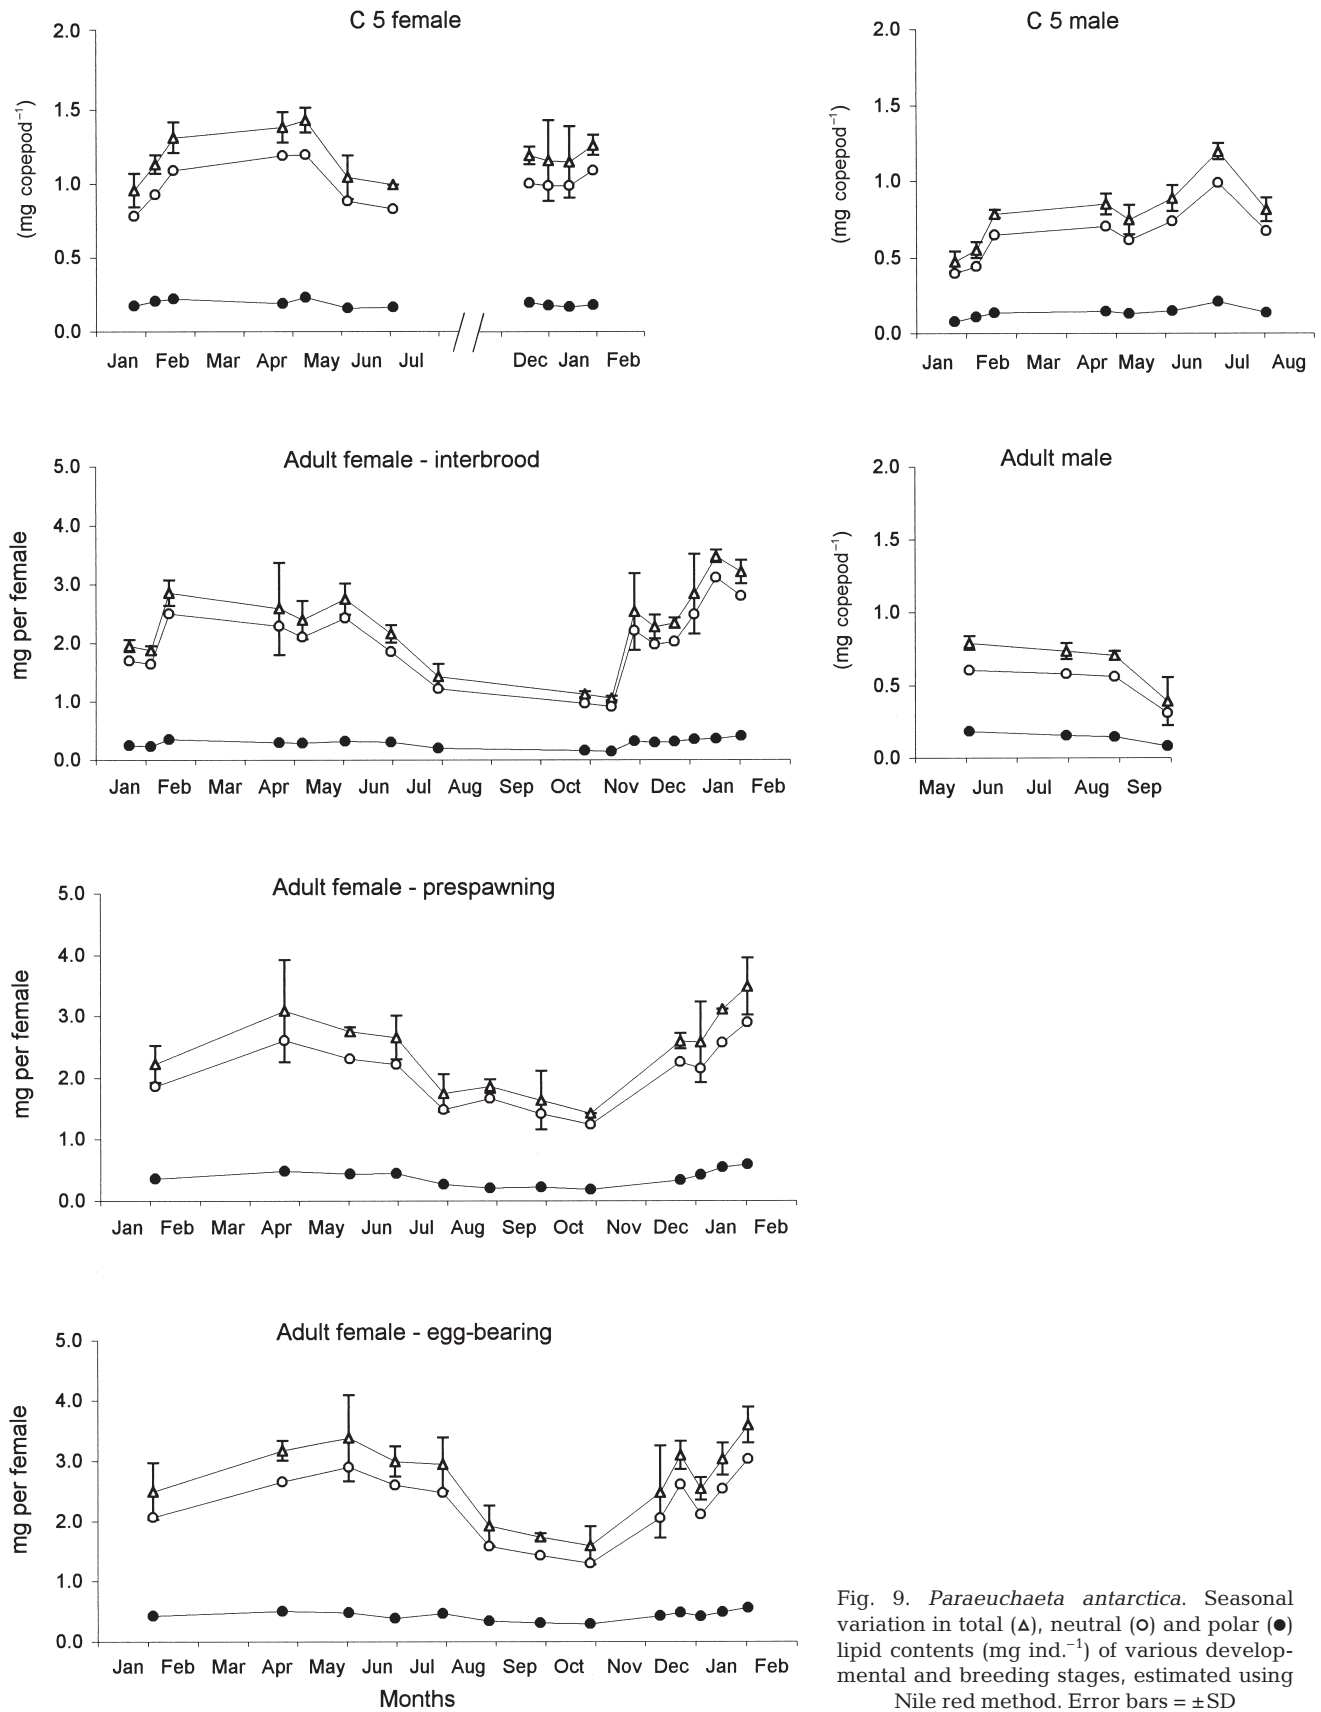 C 5 female
2.0
1.5
1.0
0.5
0.0
(mg copepod⁻¹)
Jan Feb Mar Apr May Jun Jul Dec Jan Feb
C 5 male
2.0
1.5
1.0
0.5
0.0
(mg copepod⁻¹)
Jan Feb Mar Apr May Jun Jul Aug
Adult female - interbrood
5.0
4.0
3.0
2.0
1.0
0.0
mg per female
Jan Feb Mar Apr May Jun Jul Aug Sep Oct Nov Dec Jan Feb
Adult male
2.0
1.5
1.0
0.5
0.0
(mg copepod⁻¹)
May Jun Jul Aug Sep
Adult female - prespawning
5.0
4.0
3.0
2.0
1.0
0.0
mg per female
Jan Feb Mar Apr May Jun Jul Aug Sep Oct Nov Dec Jan Feb
Adult female - egg-bearing
5.0
4.0
3.0
2.0
1.0
0.0
mg per female
Jan Feb Mar Apr May Jun Jul Aug Sep Oct Nov Dec Jan Feb
Months
Fig. 9. Paraeuchaeta antarctica. Seasonal
variation in total (△), neutral (○) and polar (●)
lipid contents (mg ind.⁻¹) of various develop-
mental and breeding stages, estimated using
Nile red method. Error bars = ±SD